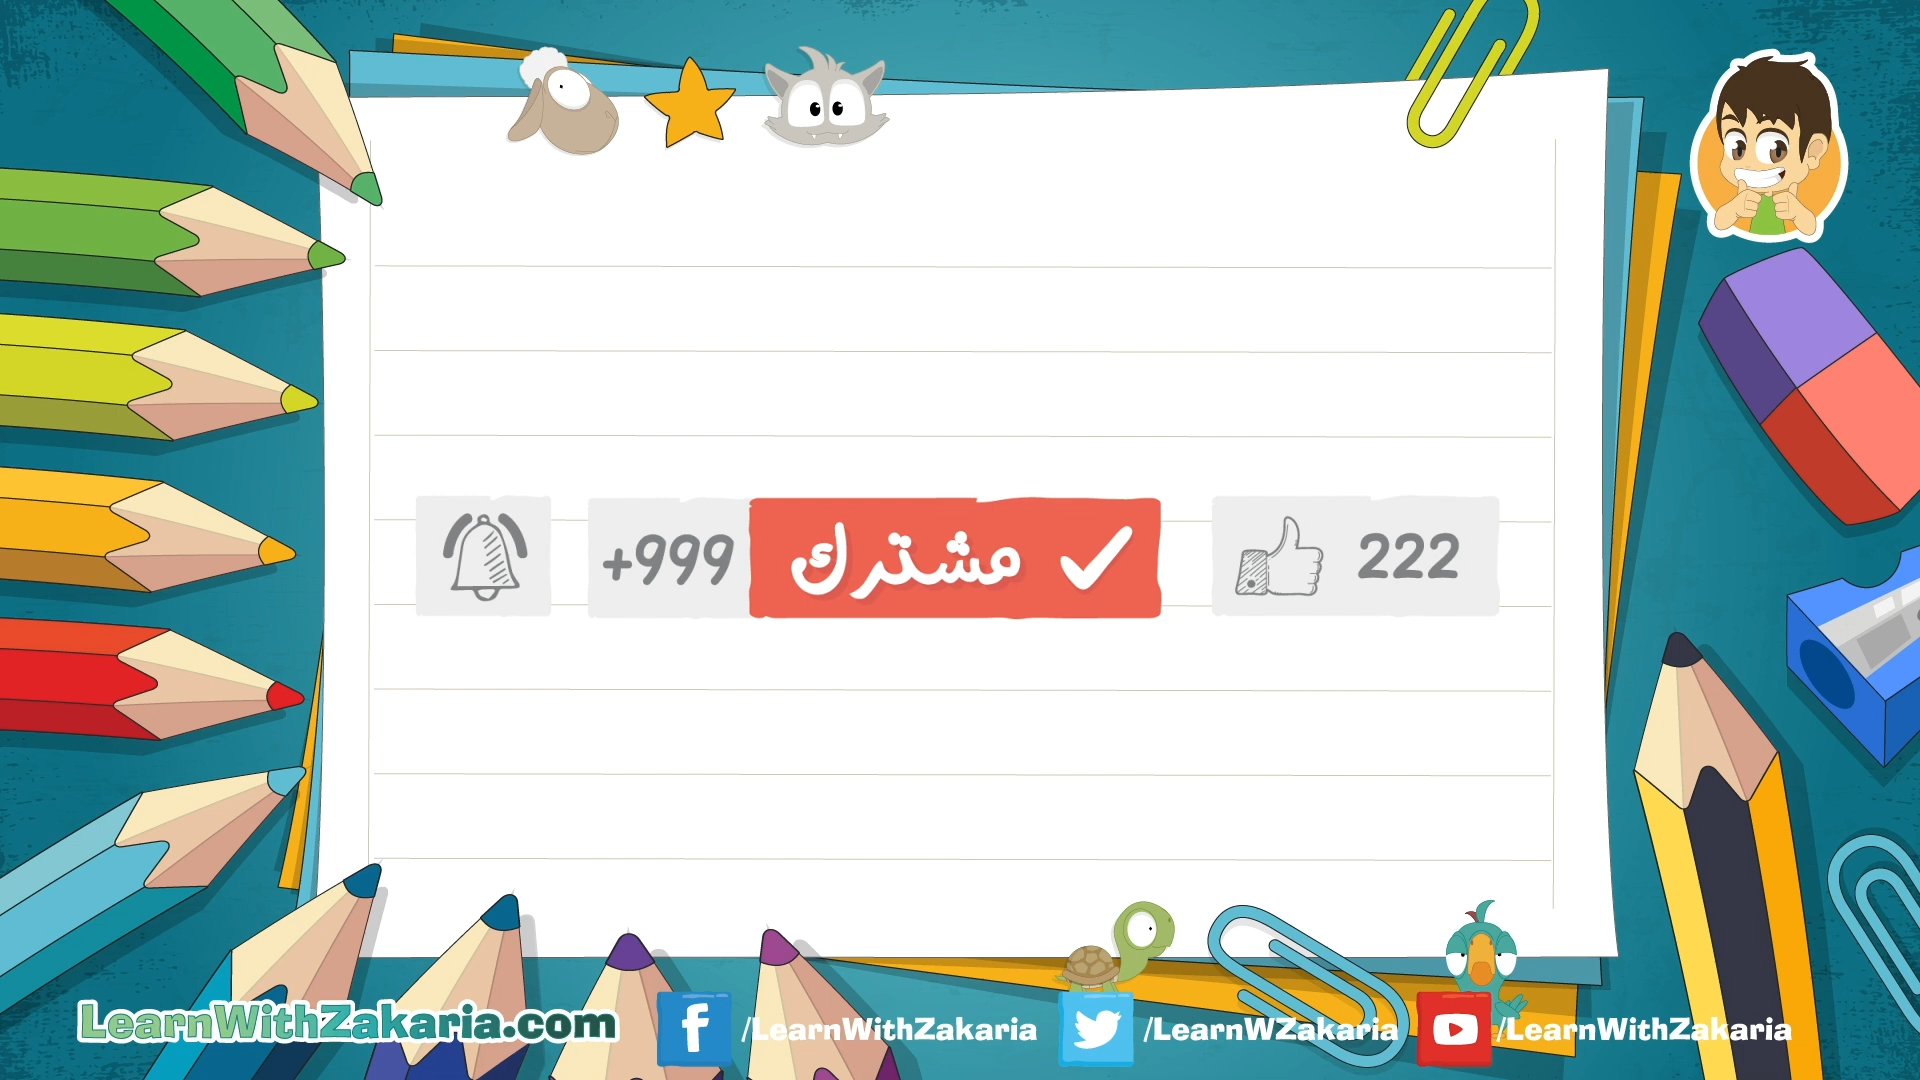 +999 مشترك
222
LearnWithZakaria.com
/LearnWithZakaria
/LearnWZakaria
/LearnWithZakaria